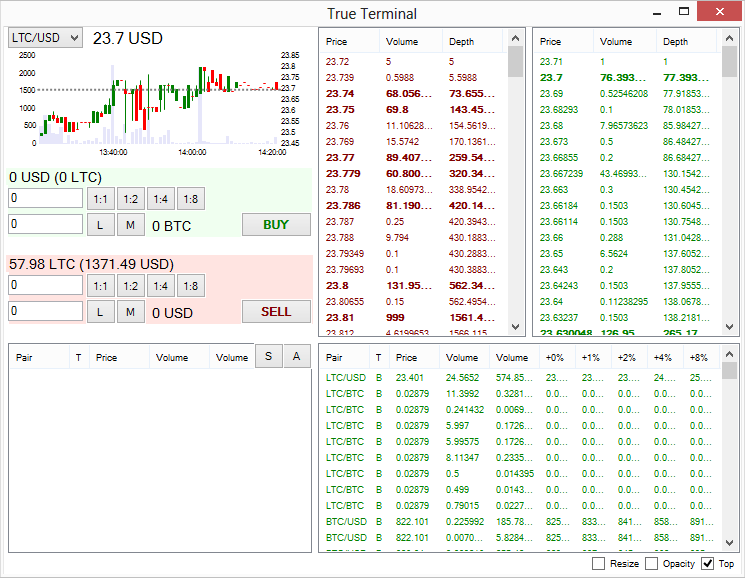 True Terminal
LTC/USD 23.7 USD
2500
2000
1500
1000
500
0
23.85
23.8
23.75
23.7
23.65
23.6
23.55
23.5
23.45
13:40:00 14:00:00 14:20:00
0 USD (0 LTC)
0 1:1 1:2 1:4 1:8
0 L M 0 BTC BUY
57.98 LTC (1371.49 USD)
0 1:1 1:2 1:4 1:8
0 L M 0 USD SELL
Price Volume Depth
23.72 5 5
23.739 0.5988 5.5988
23.74 68.056... 73.655...
23.75 69.8 143.45...
23.76 11.10628... 154.5619...
23.769 15.5742 170.1361...
23.77 89.407... 259.54...
23.779 60.800... 320.34...
23.78 18.60973... 338.9542...
23.786 81.190... 420.14...
23.787 0.25 420.3943...
23.788 9.794 430.1883...
23.79349 0.1 430.2883...
23.79693 0.1 430.3883...
23.8 131.95... 562.34...
23.80655 0.15 562.4954...
23.81 999 1561.4...
23.812 4.6199653 1566.115...
Price Volume Depth
23.71 1 1
23.7 76.393... 77.393...
23.69 0.52546208 77.91853...
23.68293 0.1 78.01853...
23.68 7.96573623 85.98427...
23.673 0.5 86.48427...
23.66855 0.2 86.68427...
23.667239 43.46993... 130.1542...
23.663 0.3 130.4542...
23.66184 0.1503 130.6045...
23.66114 0.1503 130.7548...
23.66 0.288 131.0428...
23.65 6.5624 137.6052...
23.643 0.2 137.8052...
23.64243 0.1503 137.9555...
23.64 0.11238295 138.0678...
23.63237 0.1503 138.2181...
23.630048 126.95... 265.17...
Pair T Price Volume Volume S A
Pair T Price Volume Volume +0% +1% +2% +4% +8%
LTC/USD B 23.401 24.5652 574.85... 23.... 23.... 23.... 24.... 25....
LTC/BTC B 0.02879 11.3992 0.3281... 0.0... 0.0... 0.0... 0.0... 0.0...
LTC/BTC B 0.02879 0.241432 0.0069... 0.0... 0.0... 0.0... 0.0... 0.0...
LTC/BTC B 0.02879 5.997 0.1726... 0.0... 0.0... 0.0... 0.0... 0.0...
LTC/BTC B 0.02879 5.99575 0.1726... 0.0... 0.0... 0.0... 0.0... 0.0...
LTC/BTC B 0.02879 8.11347 0.2335... 0.0... 0.0... 0.0... 0.0... 0.0...
LTC/BTC B 0.02879 0.5 0.014395 0.0... 0.0... 0.0... 0.0... 0.0...
LTC/BTC B 0.02879 0.499 0.0143... 0.0... 0.0... 0.0... 0.0... 0.0...
LTC/BTC B 0.02879 0.79015 0.0227... 0.0... 0.0... 0.0... 0.0... 0.0...
BTC/USD B 822.101 0.225992 185.78... 825... 833... 841... 858... 891...
BTC/USD B 822.101 0.0070... 5.8284... 825... 833... 841... 858... 891...
Resize Opacity Top